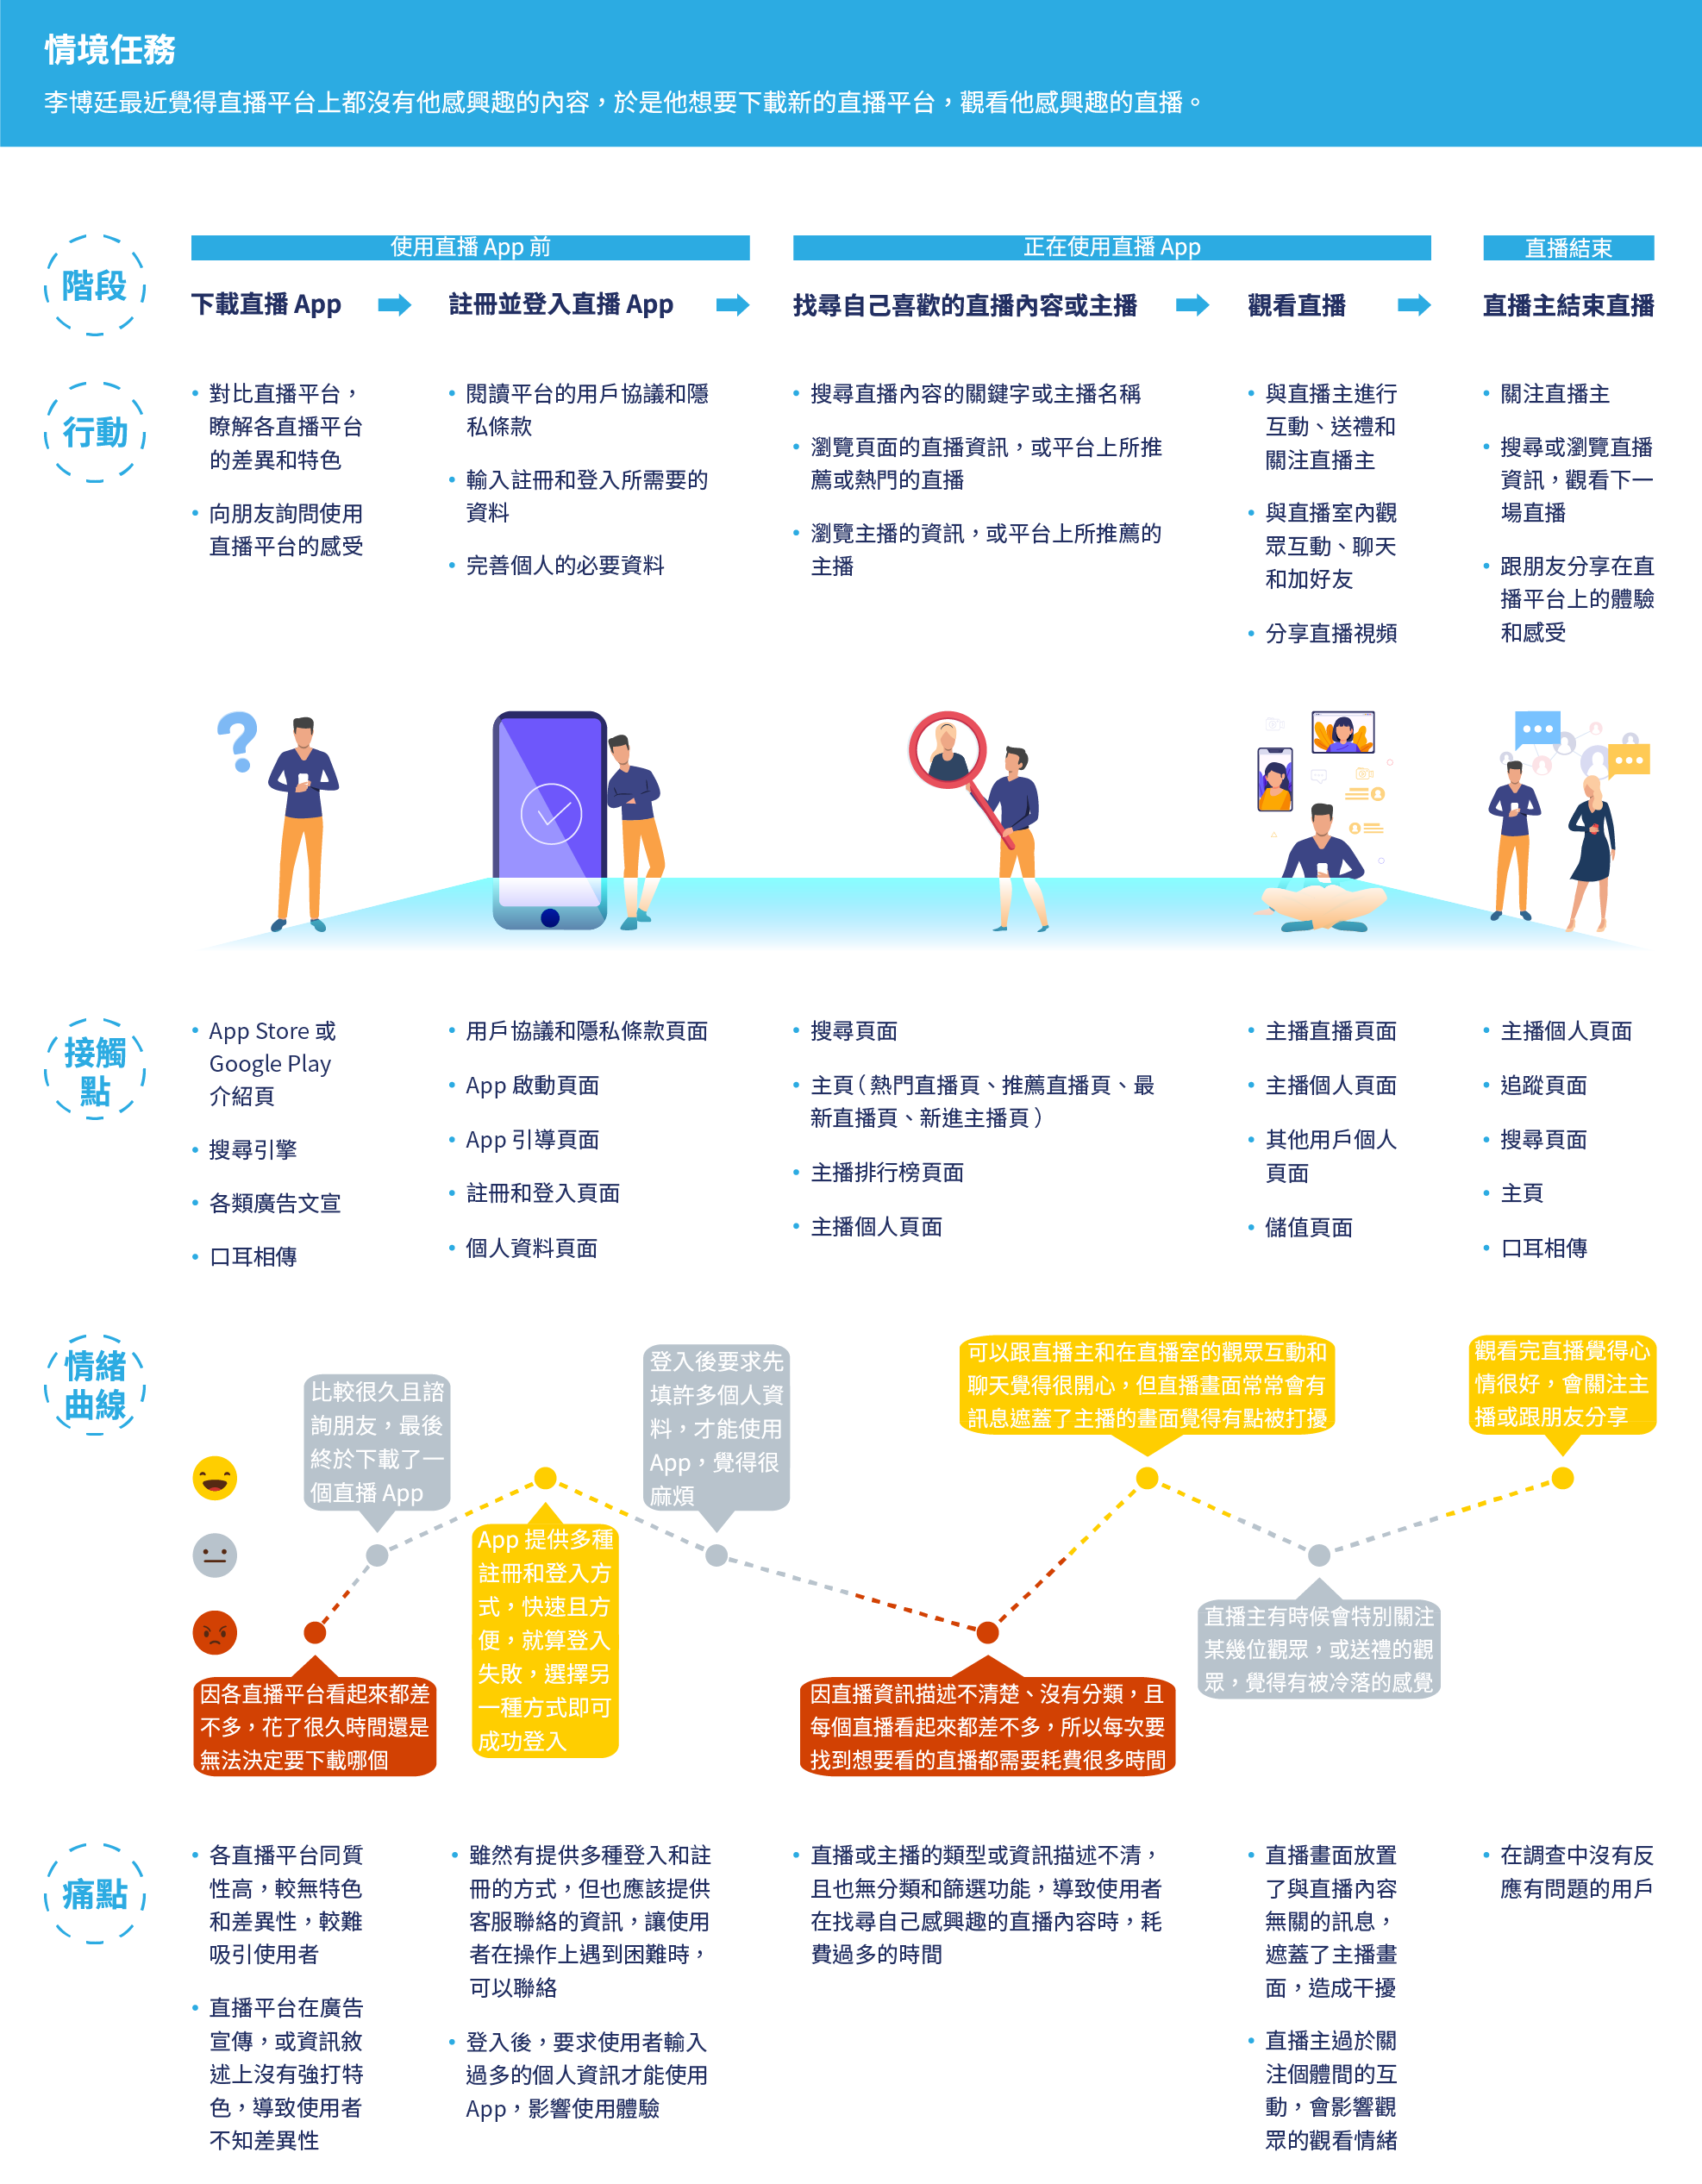 情境任務
李博廷最近覺得直播平台上都沒有他感興趣的內容，於是他想要下載新的直播平台，觀看他感興趣的直播。
階段
使用直播 App 前
正在使用直播 App
直播結束
下載直播 App
註冊並登入直播 App
找尋自己喜歡的直播內容或主播
觀看直播
直播主結束直播
行動
• 對比直播平台，
瞭解各直播平台
的差異和特色
• 向朋友詢問使用
直播平台的感受
• 閱讀平台的用戶協議和隱
私條款
• 輸入註冊和登入所需要的
資料
• 完善個人的必要資料
• 搜尋直播內容的關鍵字或主播名稱
• 瀏覽頁面的直播資訊，或平台上所推
薦或熱門的直播
• 瀏覽主播的資訊，或平台上所推薦的
主播
• 與直播主進行
互動、送禮和
關注直播主
• 與直播室內觀
眾互動、聊天
和加好友
• 分享直播視頻
• 關注直播主
• 搜尋或瀏覽直播
資訊，觀看下一
場直播
• 跟朋友分享在直
播平台上的體驗
和感受
接觸
點
• App Store 或
Google Play
介紹頁
• 搜尋引擎
• 各類廣告文宣
• 口耳相傳
• 用戶協議和隱私條款頁面
• App 啟動頁面
• App 引導頁面
• 註冊和登入頁面
• 個人資料頁面
• 搜尋頁面
• 主頁（熱門直播頁、推薦直播頁、最
新直播頁、新進主播頁）
• 主播排行榜頁面
• 主播個人頁面
• 主播直播頁面
• 主播個人頁面
• 其他用戶個人
頁面
• 儲值頁面
• 主播個人頁面
• 追蹤頁面
• 搜尋頁面
• 主頁
• 口耳相傳
情緒
曲線
因各直播平台看起來都差
不多，花了很久時間還是
無法決定要下載哪個
比較很久且諮
詢朋友，最後
終於下載了一
個直播 App
App 提供多種
註冊和登入方
式，快速且方
便，就算登入
失敗，選擇另
一種方式即可
成功登入
登入後要求先
填許多個人資
料，才能使用
App，覺得很
麻煩
因直播資訊描述不清楚、沒有分類，且
每個直播看起來都差不多，所以每次要
找到想要看的直播都需要耗費很多時間
可以跟直播主和在直播室的觀眾互動和
聊天覺得很開心，但直播畫面常常會有
訊息遮蓋了主播的畫面覺得有點被打擾
直播主有時候會特別關注
某幾位觀眾，或送禮的觀
眾，覺得有被冷落的感覺
觀看完直播覺得心
情很好，會關注主
播或跟朋友分享
痛點
• 各直播平台同質
性高，較無特色
和差異性，較難
吸引使用者
• 直播平台在廣告
宣傳，或資訊敘
述上沒有強打特
色，導致使用者
不知差異性
• 雖然有提供多種登入和註
冊的方式，但也應該提供
客服聯絡的資訊，讓使用
者在操作上遇到困難時，
可以聯絡
• 登入後，要求使用者輸入
過多的個人資訊才能使用
App，影響使用體驗
• 直播或主播的類型或資訊描述不清，
且也無分類和篩選功能，導致使用者
在找尋自己感興趣的直播內容時，耗
費過多的時間
• 直播畫面放置
了與直播內容
無關的訊息，
遮蓋了主播畫
面，造成干擾
• 直播主過於關
注個體間的互
動，會影響觀
眾的觀看情緒
• 在調查中沒有反
應有問題的用戶